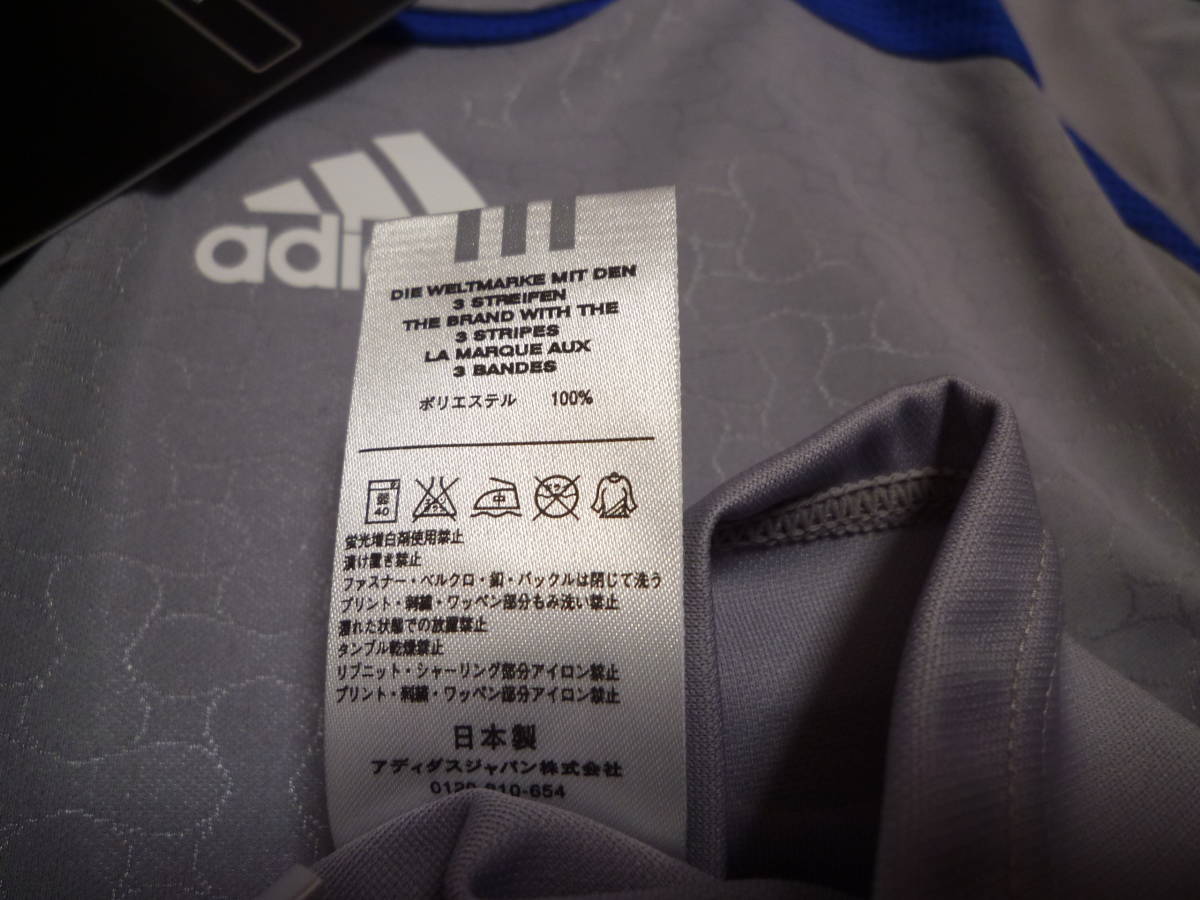 adi
DIE WELTMARKE MIT DEN
3 STREIFEN
THE BRAND WITH THE
3 STRIPES
LA MARQUE AUX
3 BANDES
ポリエステル 100%
40 中
蛍光増白剤使用禁止
漬け置き禁止
ファスナー・ベルクロ・釦・バックルは閉じて洗う
プリント・刺繍・ワッペン部分もみ洗い禁止
濡れた状態での放置禁止
タンブル乾燥禁止
リブニット・シャーリング部分アイロン禁止
プリント・刺繍・ワッペン部分アイロン禁止
日本製
アディダスジャパン株式会社
0120-810-654